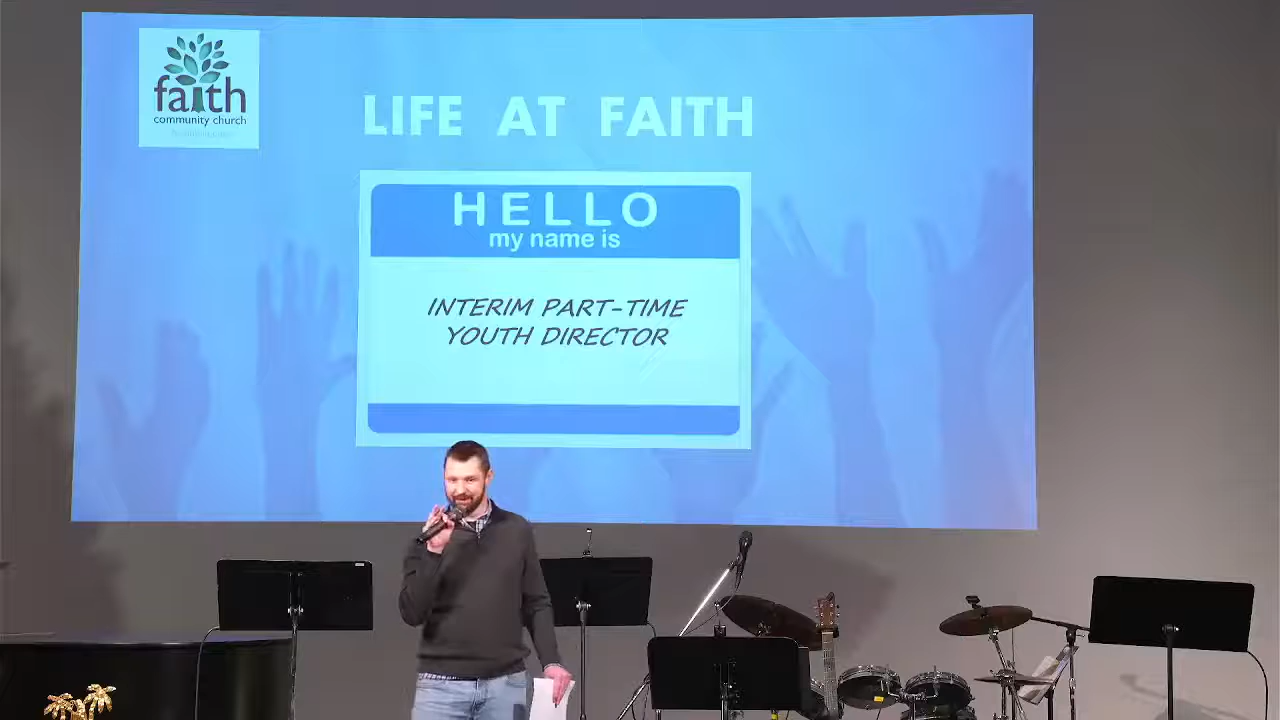 faith
community church
LIFE AT FAITH
HELLO
my name is
INTERIM PART-TIME
YOUTH DIRECTOR